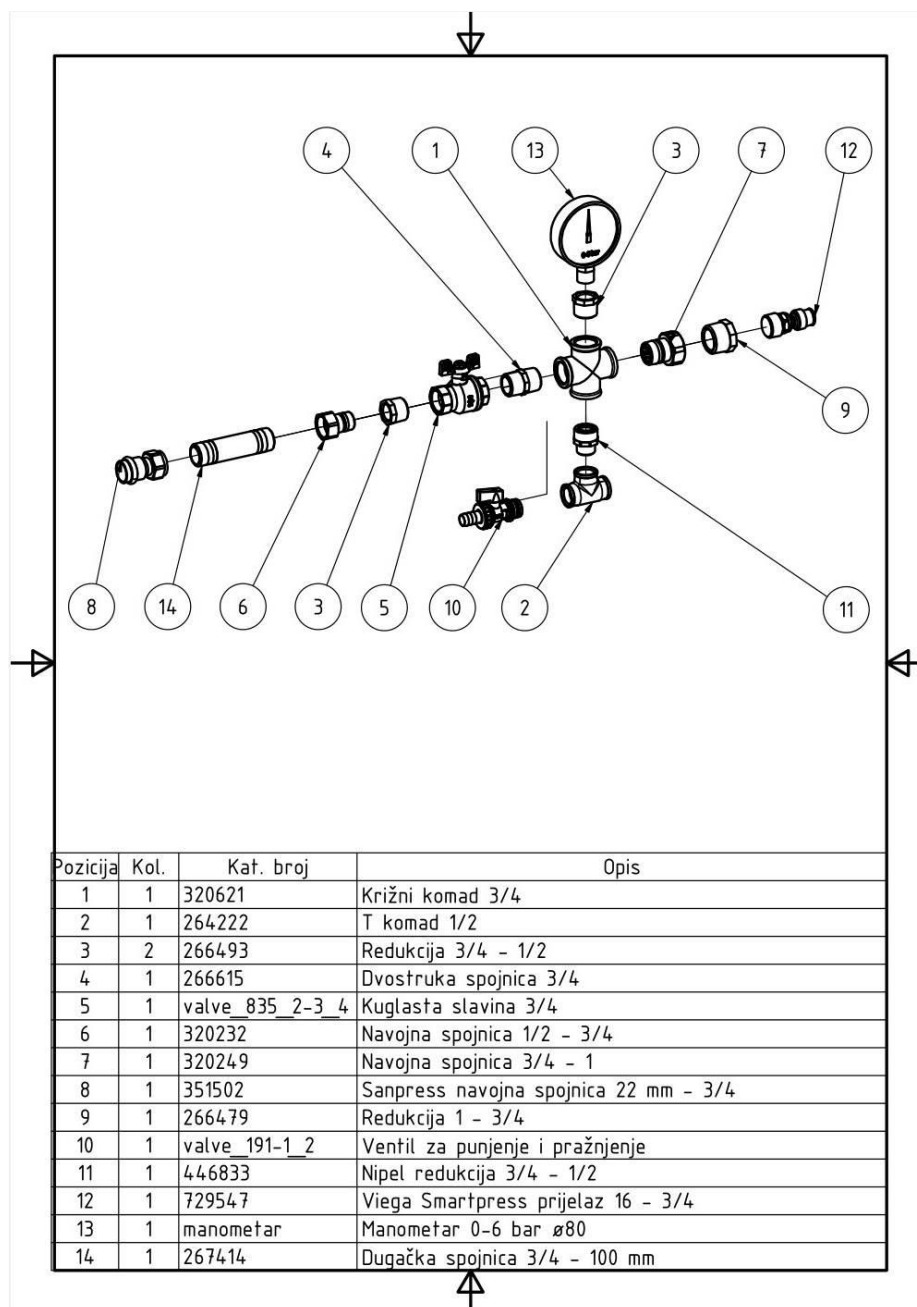 4 1 13 3 7 12
0-6bar
9
8 14 6 3 5 10 2 11
Pozicija Kol. Kat. broj Opis
1 1 320621 Križni komad 3/4
2 1 264222 T komad 1/2
3 2 266493 Redukcija 3/4 - 1/2
4 1 266615 Dvostruka spojnica 3/4
5 1 valve_835_2-3_4 Kuglasta slavina 3/4
6 1 320232 Navojna spojnica 1/2 - 3/4
7 1 320249 Navojna spojnica 3/4 - 1
8 1 351502 Sanpress navojna spojnica 22 mm - 3/4
9 1 266479 Redukcija 1 - 3/4
10 1 valve_191-1_2 Ventil za punjenje i pražnjenje
11 1 446833 Nipel redukcija 3/4 - 1/2
12 1 729547 Viega Smartpress prijelaz 16 - 3/4
13 1 manometar Manometar 0-6 bar ø80
14 1 267414 Dugačka spojnica 3/4 - 100 mm